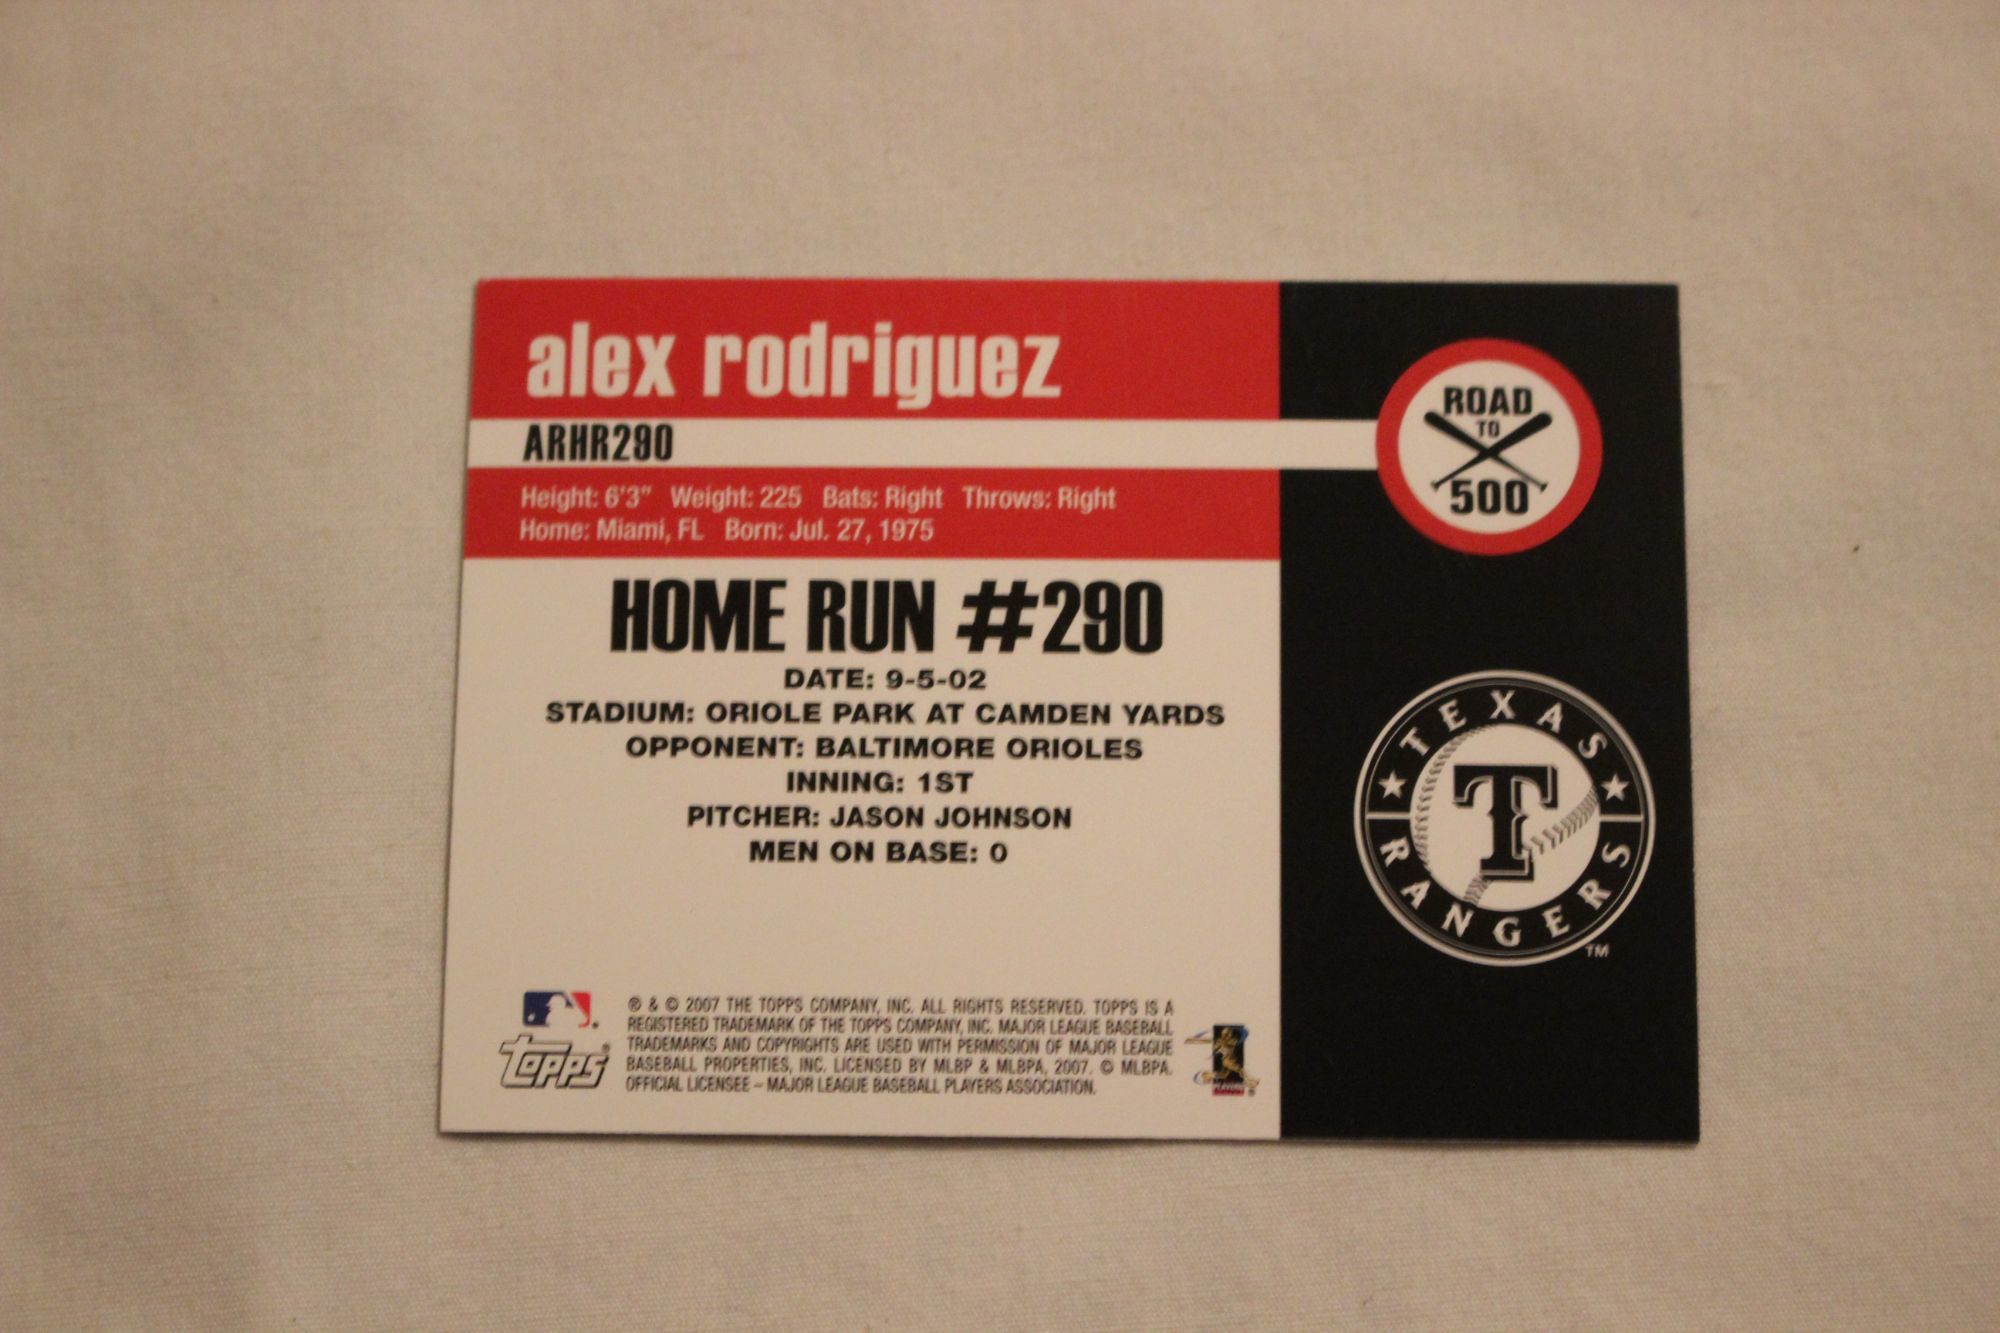 alex rodriguez
ARHR290
Height: 6'3" Weight: 225 Bats: Right Throws: Right
Home: Miami, FL Born: Jul. 27, 1975
ROAD
TO
500
HOME RUN #290
DATE: 9-5-02
STADIUM: ORIOLE PARK AT CAMDEN YARDS
OPPONENT: BALTIMORE ORIOLES
INNING: 1ST
PITCHER: JASON JOHNSON
MEN ON BASE: 0
TEXAS
T
RANGERS
TM
® & © 2007 THE TOPPS COMPANY, INC. ALL RIGHTS RESERVED. TOPPS IS A
REGISTERED TRADEMARK OF THE TOPPS COMPANY, INC. MAJOR LEAGUE BASEBALL
TRADEMARKS AND COPYRIGHTS ARE USED WITH PERMISSION OF MAJOR LEAGUE
BASEBALL PROPERTIES, INC. LICENSED BY MLBP & MLBPA, 2007. © MLBPA.
OFFICIAL LICENSEE – MAJOR LEAGUE BASEBALL PLAYERS ASSOCIATION.
Topps®